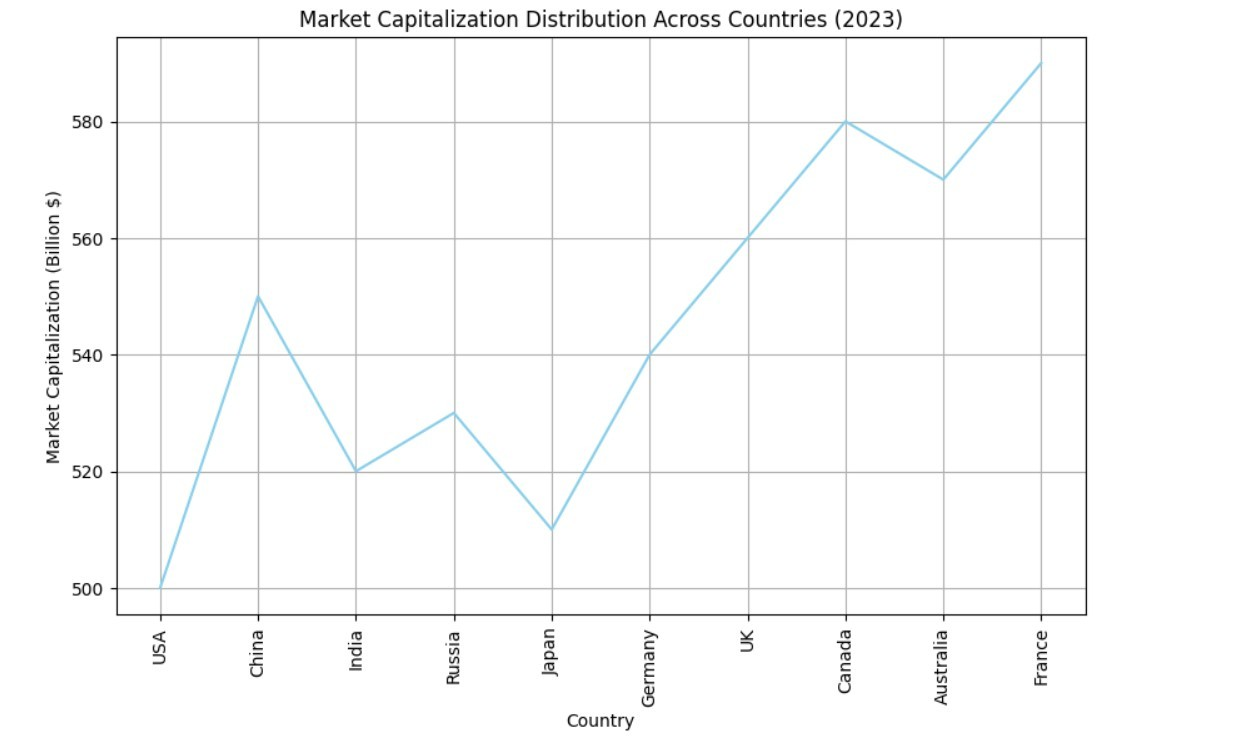 Market Capitalization Distribution Across Countries (2023)
Market Capitalization (Billion $)
580
560
540
520
500
USA
China
India
Russia
Japan
Germany
UK
Canada
Australia
France
Country